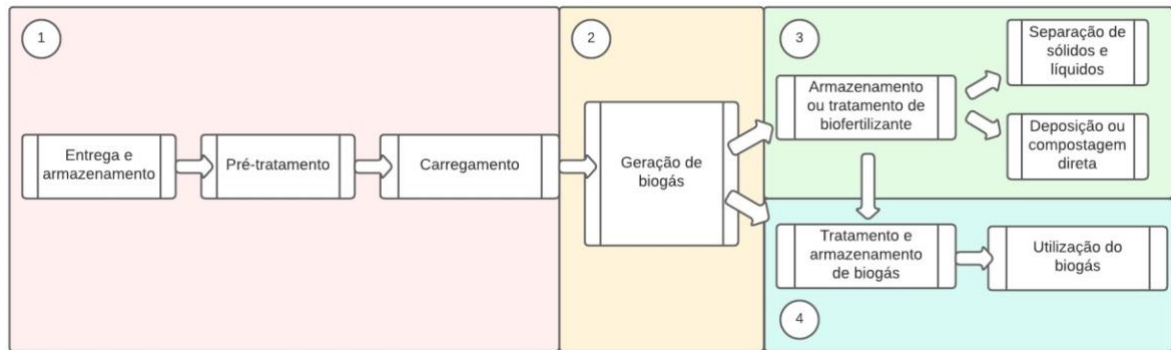 1
Entrega e
armazenamento
Pré-tratamento
Carregamento
2
Geração de
biogás
3
Armazenamento
ou tratamento de
biofertilizante
Separação de
sólidos e
líquidos
Deposição ou
compostagem
direta
Tratamento e
armazenamento
de biogás
Utilização do
biogás
4